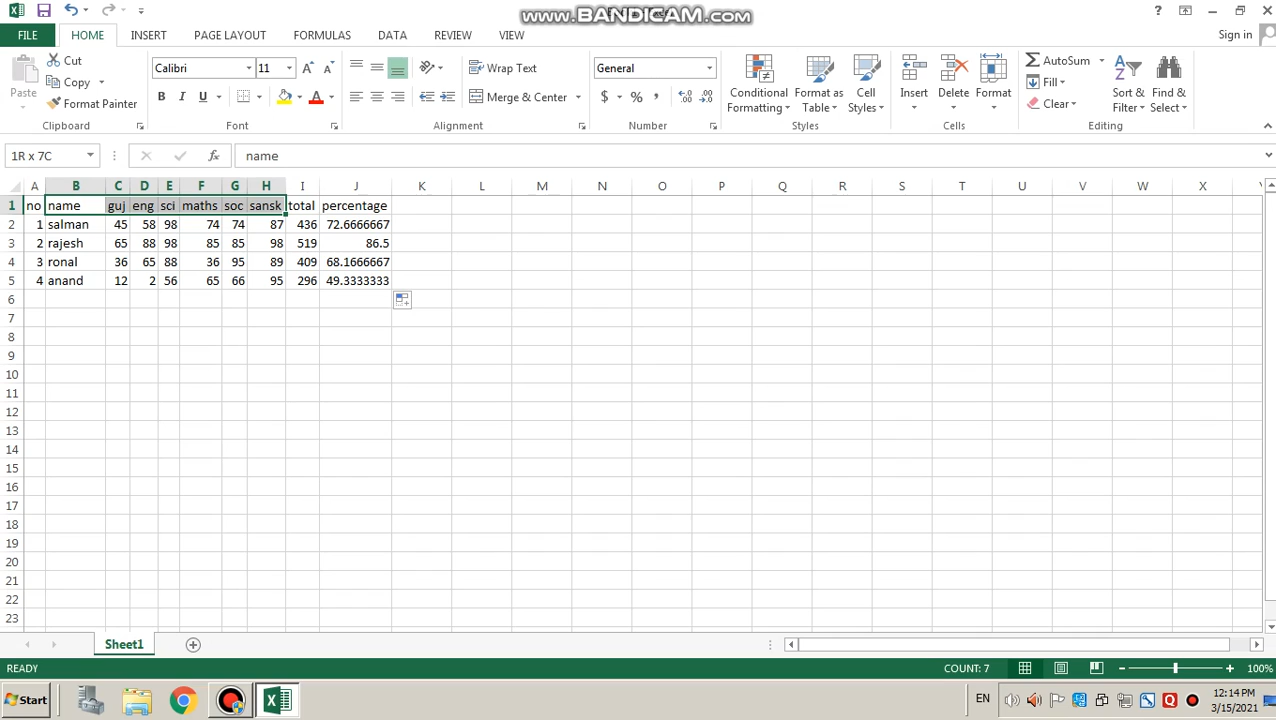 www.BANDICAM.com
FILE HOME INSERT PAGE LAYOUT FORMULAS DATA REVIEW VIEW Sign in
Paste Cut Copy Format Painter Clipboard
Calibri 11 B I U Font
Wrap Text Merge & Center Alignment
General $ % , Number
Conditional Formatting Format as Table Cell Styles Styles
Insert Delete Format Cells
AutoSum Fill Clear Sort & Filter Find & Select Editing
1R x 7C fx name
A B C D E F G H I J K L M N O P Q R S T U V W X
1 no name guj eng sci maths soc sansk total percentage
2 1 salman 45 58 98 74 74 87 436 72.6666667
3 2 rajesh 65 88 98 85 85 98 519 86.5
4 3 ronal 36 65 88 36 95 89 409 68.1666667
5 4 anand 12 2 56 65 66 95 296 49.3333333
6
7
8
9
10
11
12
13
14
15
16
17
18
19
20
21
22
23
Sheet1
READY COUNT: 7 100%
Start EN 12:14 PM
3/15/2021